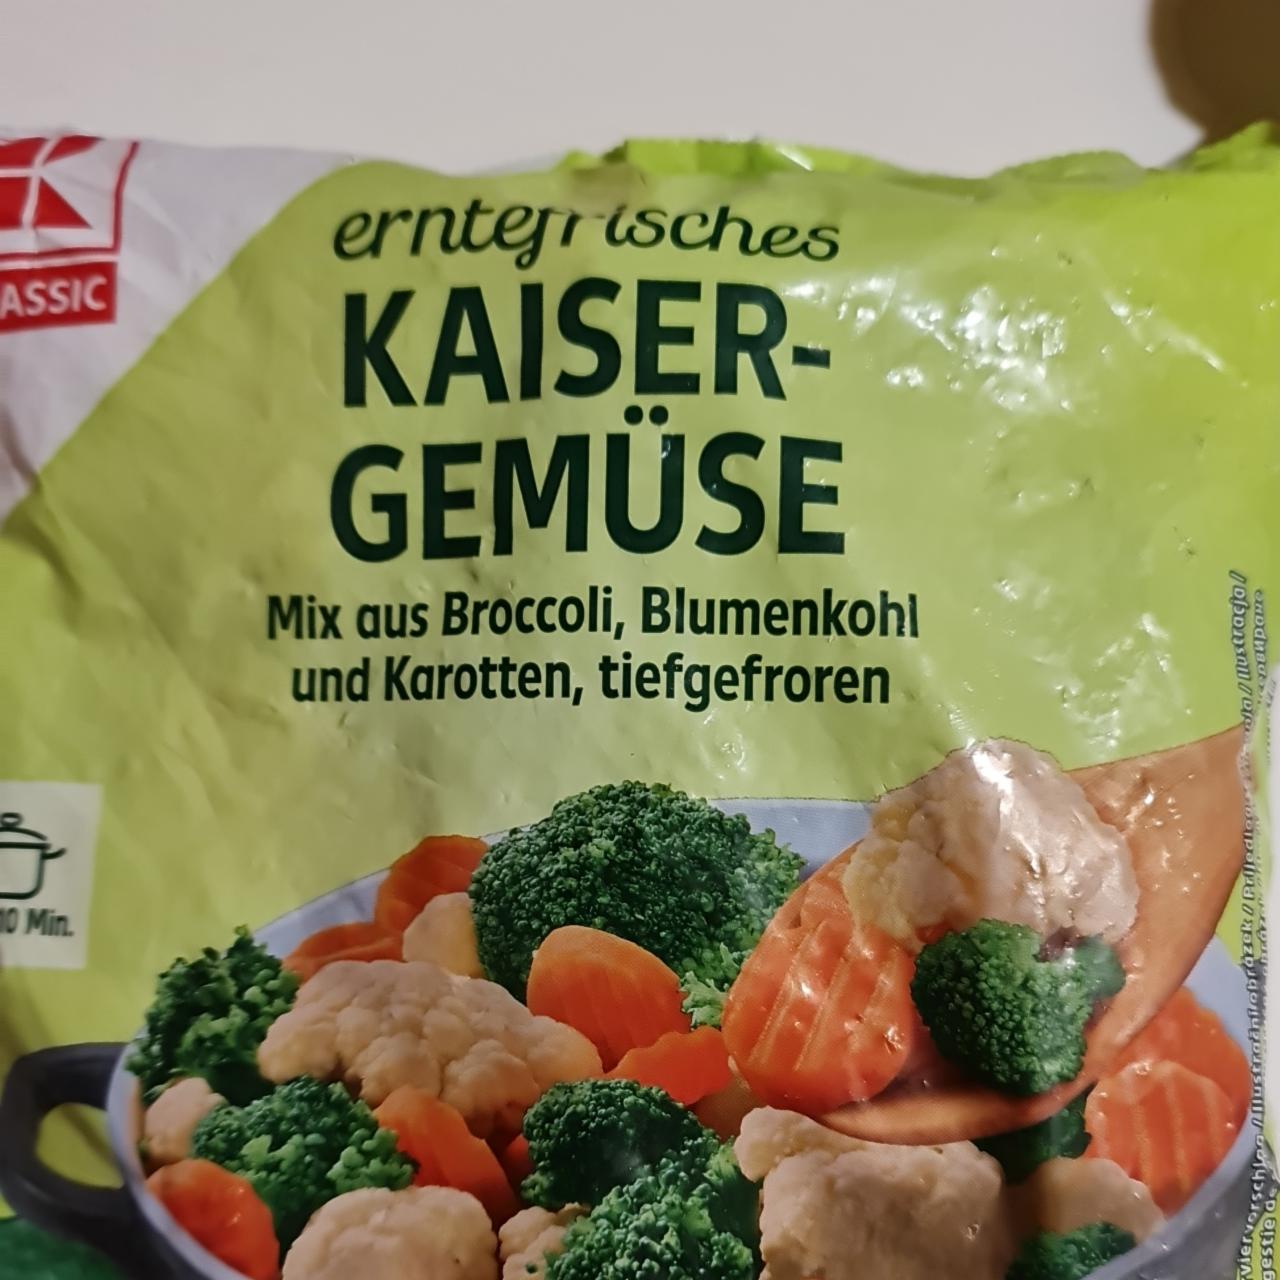 ASSIC
erntefrisches
KAISER-
GEMÜSE
Mix aus Broccoli, Blumenkohl
und Karotten, tiefgefroren
10 Min.